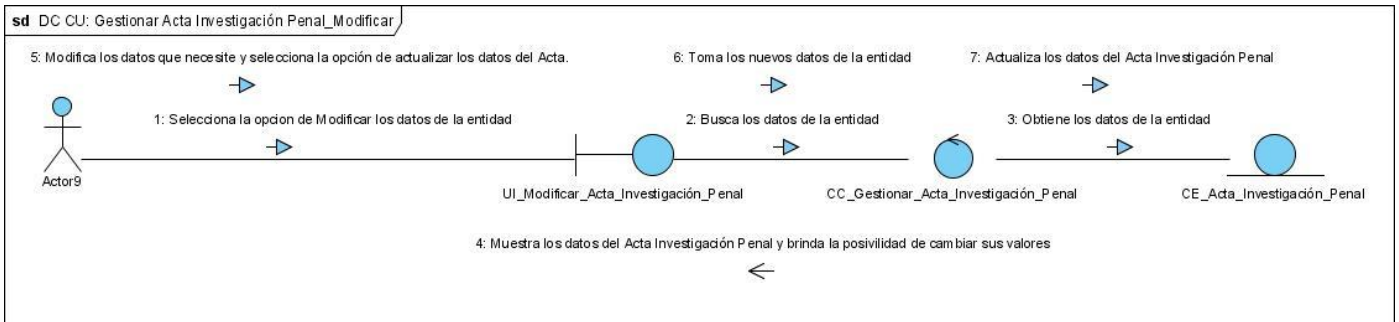 sd DC CU: Gestionar Acta Investigación Penal_Modificar
5: Modifica los datos que necesite y selecciona la opción de actualizar los datos del Acta.
6: Toma los nuevos datos de la entidad
7: Actualiza los datos del Acta Investigación Penal
1: Selecciona la opcion de Modificar los datos de la entidad
2: Busca los datos de la entidad
3: Obtiene los datos de la entidad
Actor9
UI_Modificar_Acta_Investigación_Penal
CC_Gestionar_Acta_Investigación_Penal
CE_Acta_Investigación_Penal
4: Muestra los datos del Acta Investigación Penal y brinda la posivilidad de cambiar sus valores